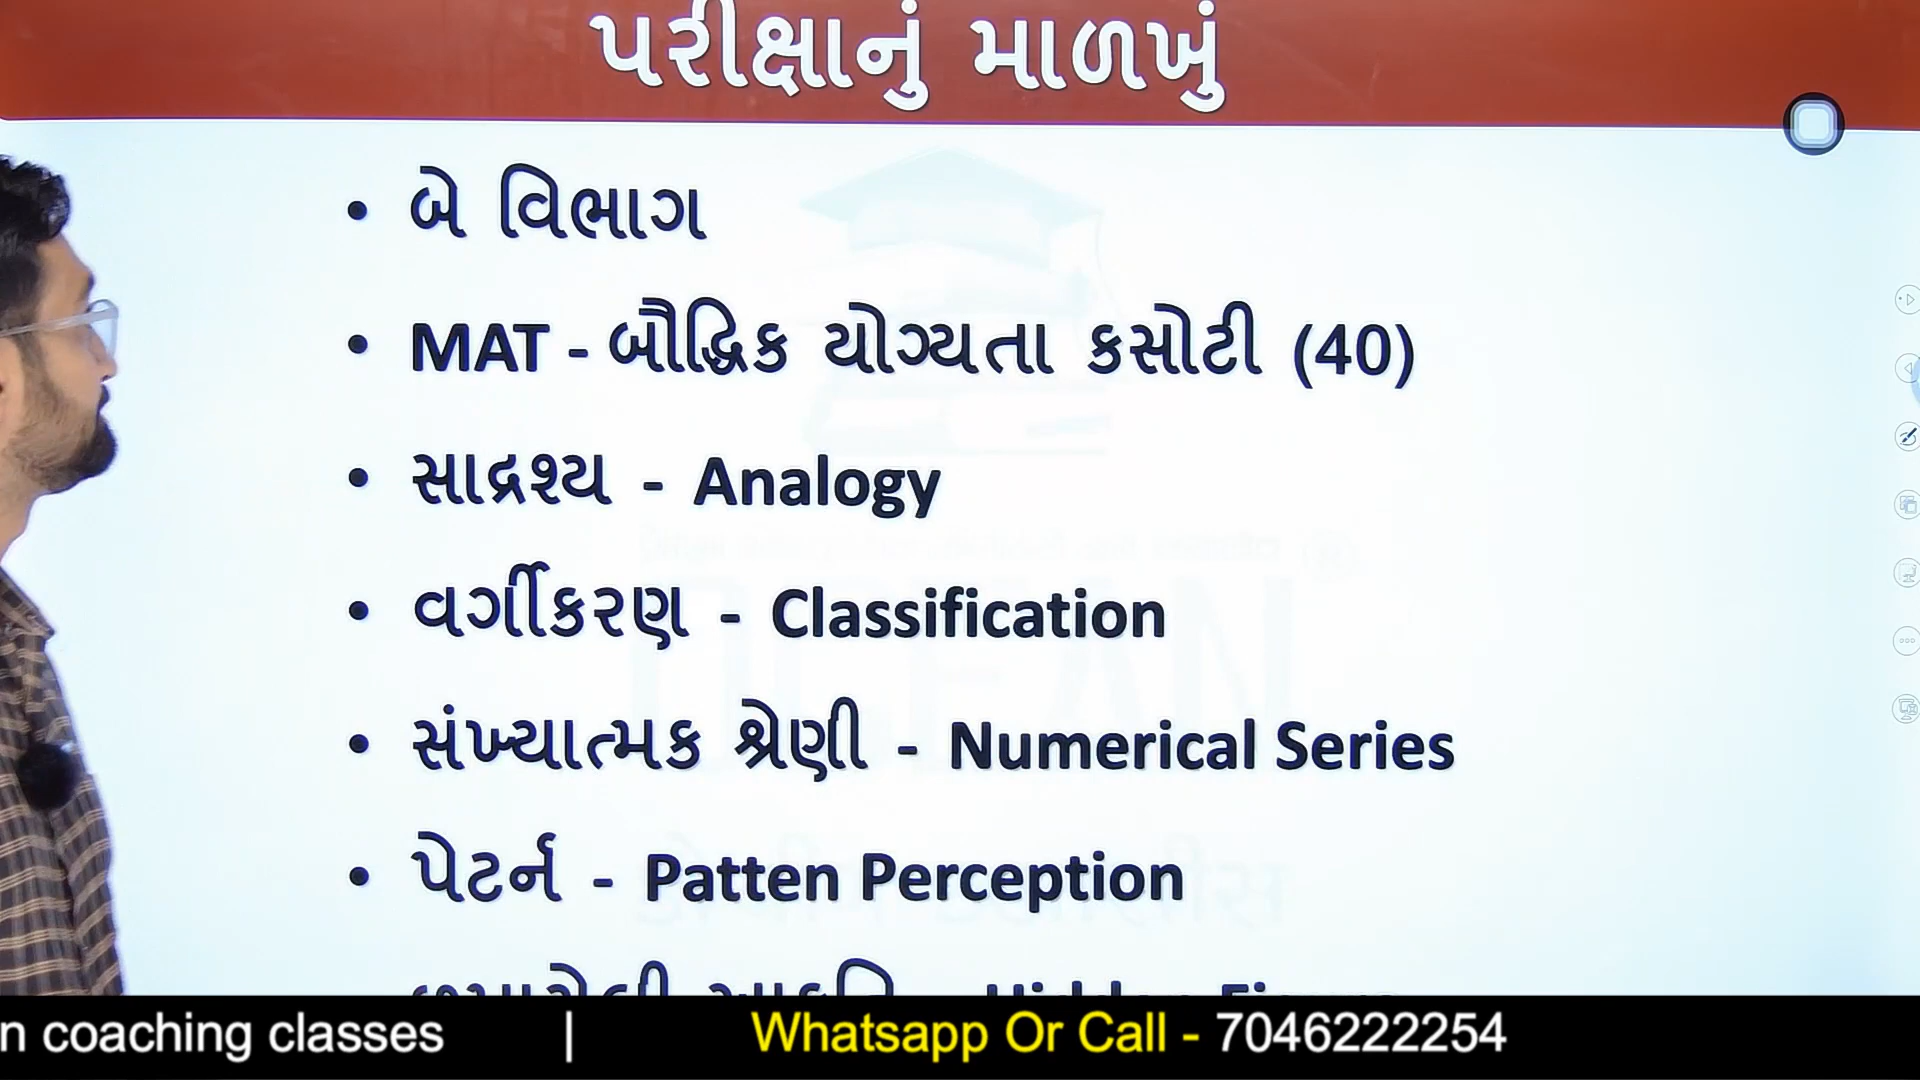 પરીક્ષાનું માળખું
• બે વિભાગ
• MAT - બૌદ્ધિક યોગ્યતા કસોટી (40)
• સાદ્રશ્ય - Analogy
• વર્ગીકરણ - Classification
• સંખ્યાત્મક શ્રેણી - Numerical Series
• પેટર્ન - Patten Perception
n coaching classes | Whatsapp Or Call - 7046222254